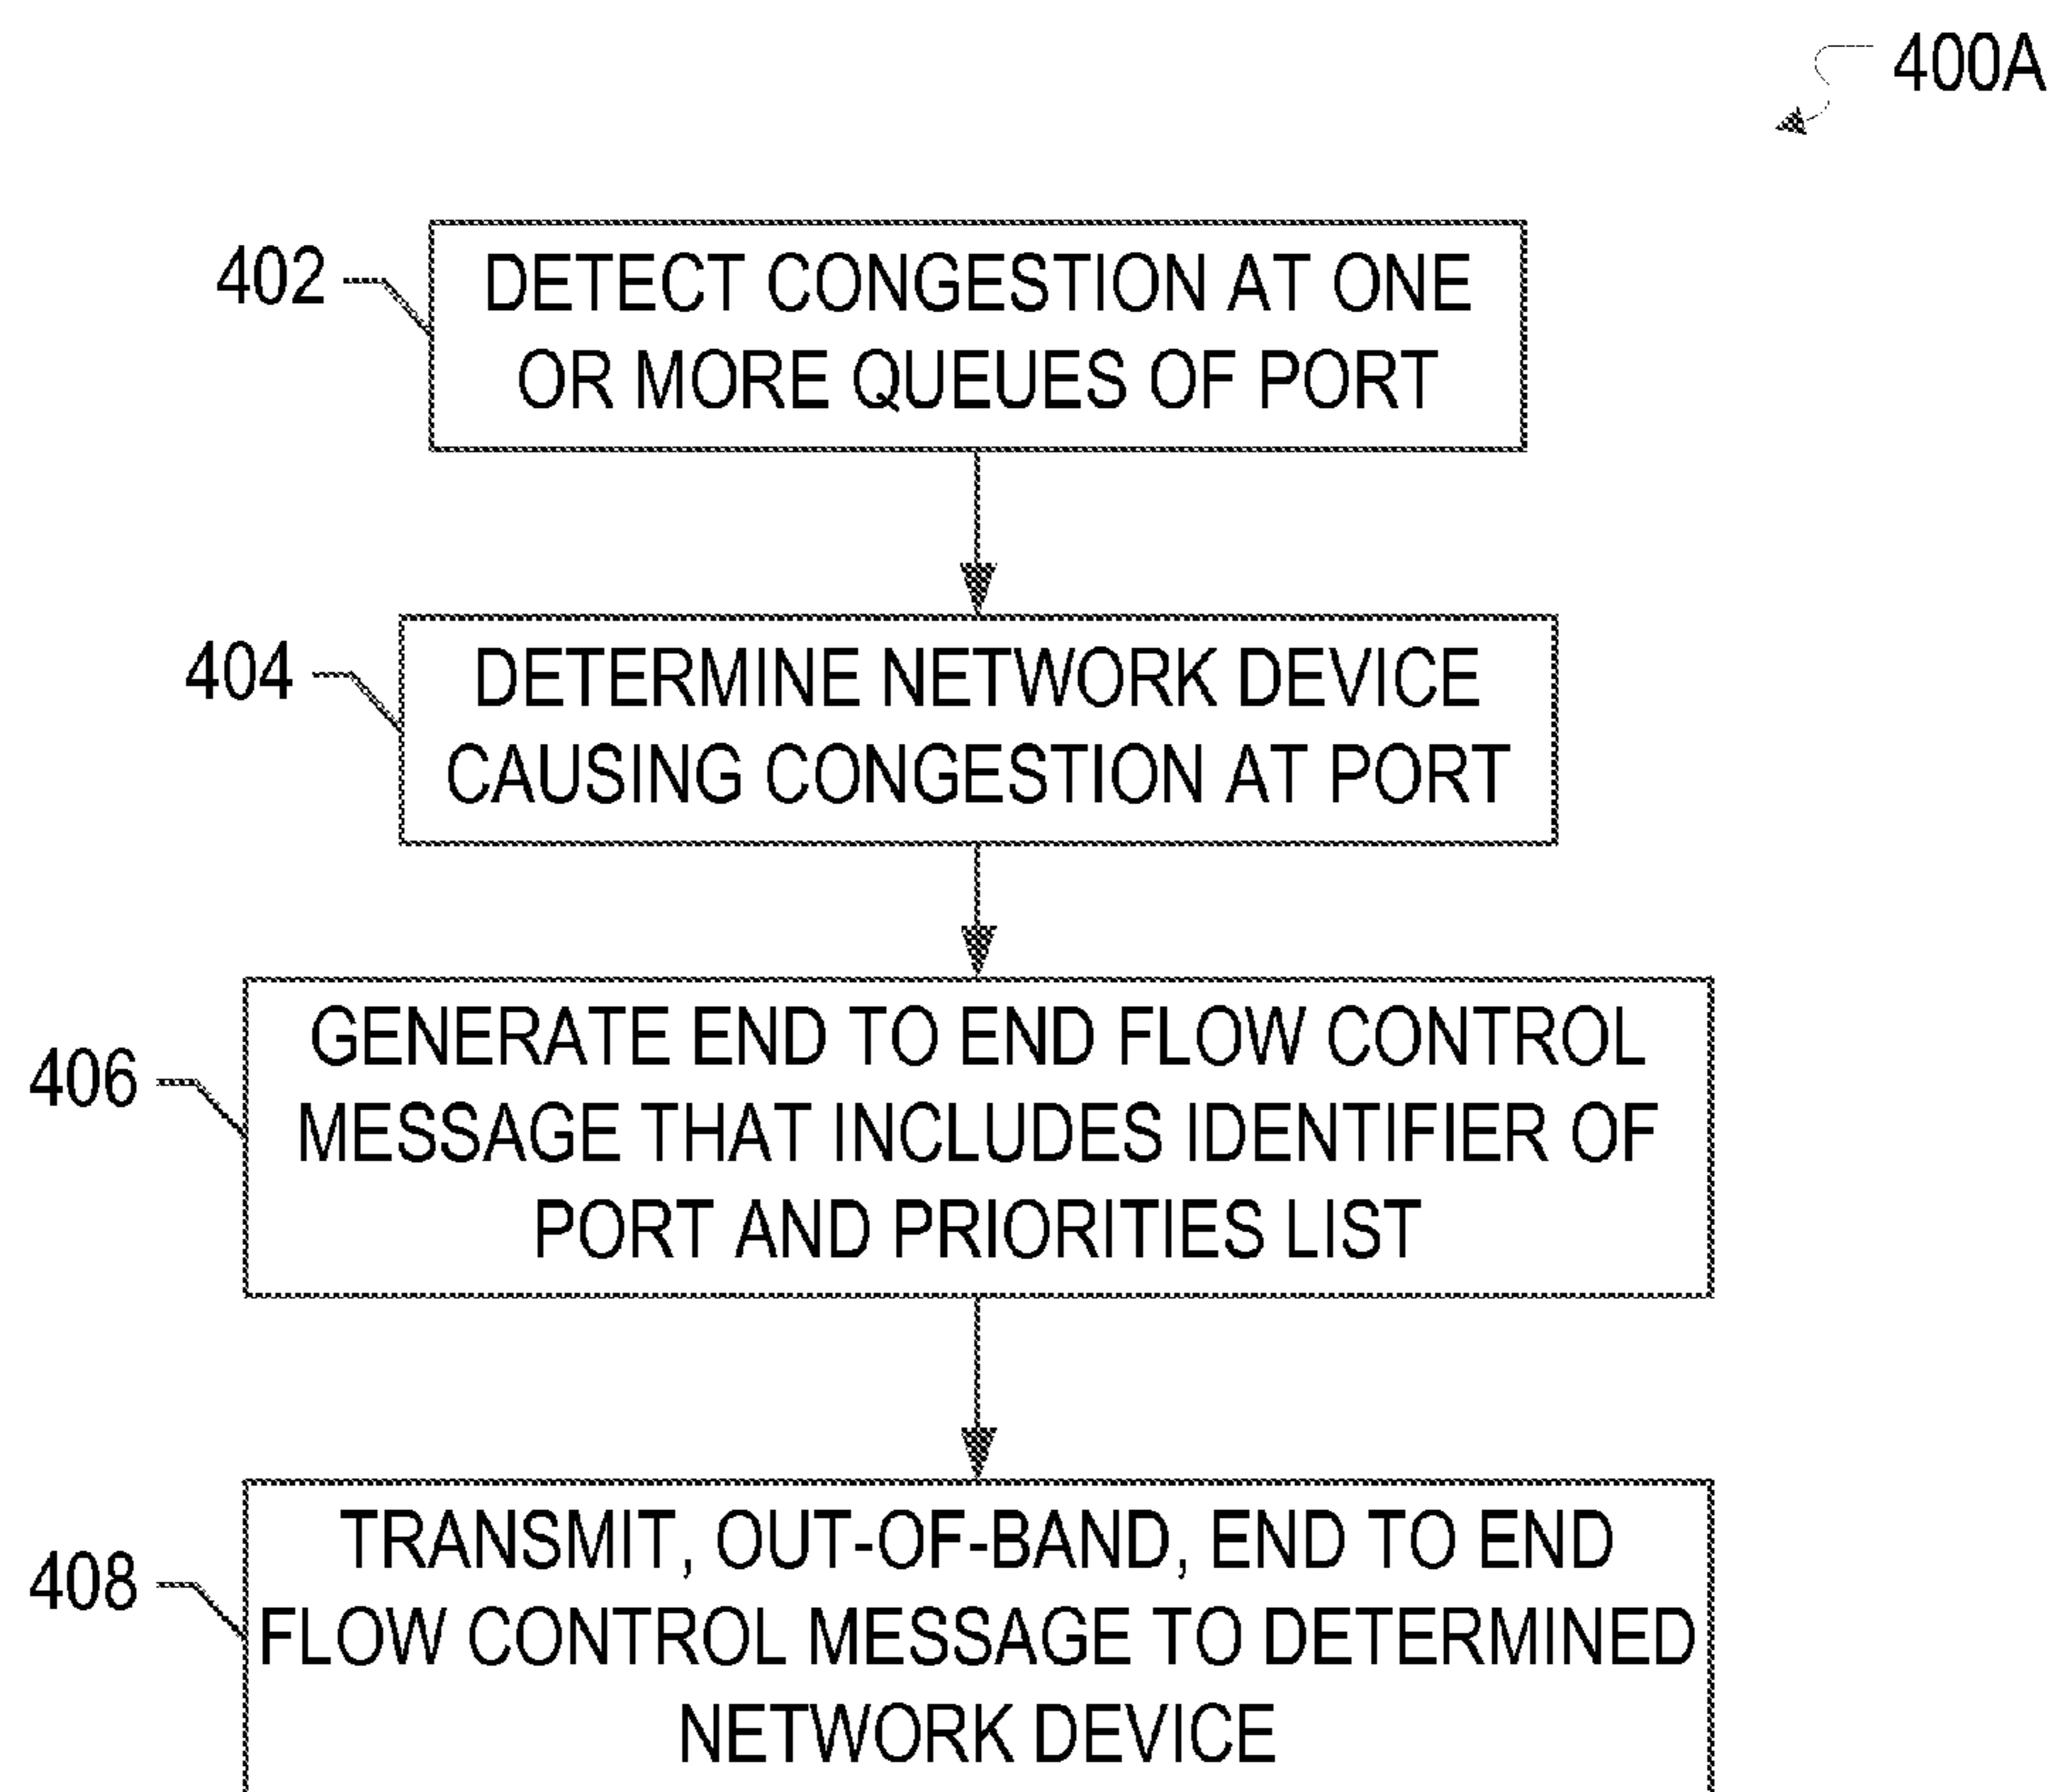 400A
402
DETECT CONGESTION AT ONE
OR MORE QUEUES OF PORT
404
DETERMINE NETWORK DEVICE
CAUSING CONGESTION AT PORT
406
GENERATE END TO END FLOW CONTROL
MESSAGE THAT INCLUDES IDENTIFIER OF
PORT AND PRIORITIES LIST
408
TRANSMIT, OUT-OF-BAND, END TO END
FLOW CONTROL MESSAGE TO DETERMINED
NETWORK DEVICE